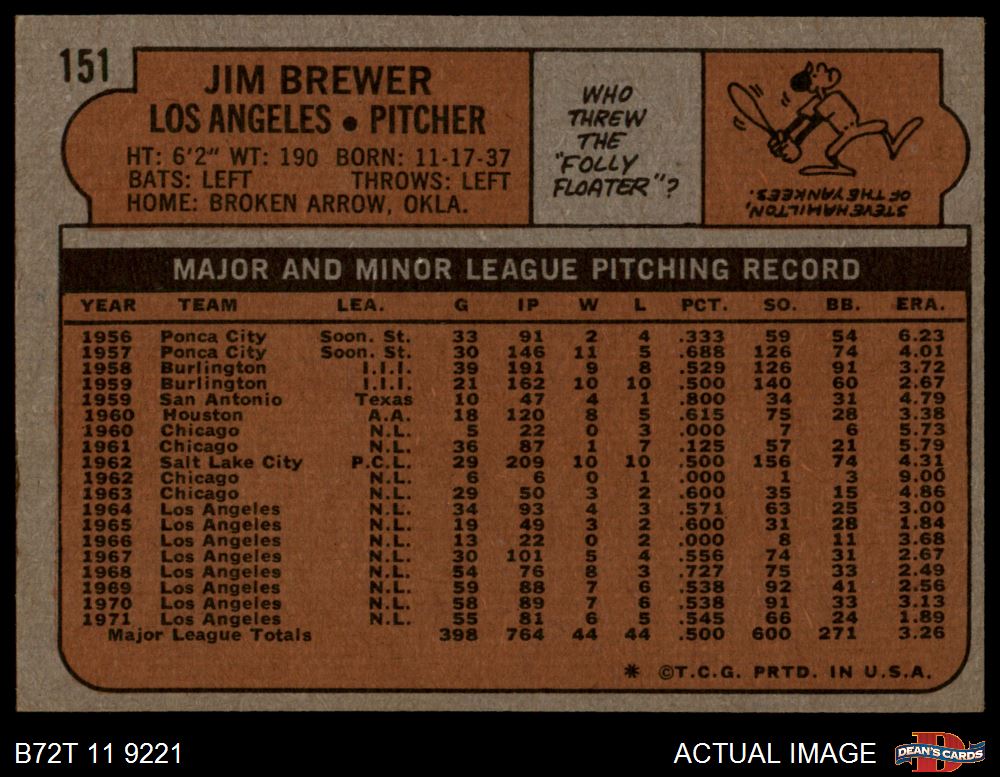 151
JIM BREWER
LOS ANGELES • PITCHER
HT: 6'2" WT: 190 BORN: 11-17-37
BATS: LEFT THROWS: LEFT
HOME: BROKEN ARROW, OKLA.
WHO
THREW
THE
"FOLLY
FLOATER"?
STEVE HAMILTON,
OF THE YANKEES.
MAJOR AND MINOR LEAGUE PITCHING RECORD
YEAR TEAM LEA. G IP W L PCT. SO. BB. ERA.
1956 Ponca City Soon. St. 33 91 2 4 .333 59 54 6.23
1957 Ponca City Soon. St. 30 146 11 5 .688 126 74 4.01
1958 Burlington I.I.I. 39 191 9 8 .529 126 91 3.72
1959 Burlington I.I.I. 21 162 10 10 .500 140 60 2.67
1959 San Antonio Texas 10 47 4 1 .800 34 31 4.79
1960 Houston A.A. 18 120 8 5 .615 75 28 3.38
1960 Chicago N.L. 5 22 0 3 .000 7 6 5.73
1961 Chicago N.L. 36 87 1 7 .125 57 21 5.79
1962 Salt Lake City P.C.L. 29 209 10 10 .500 156 74 4.31
1962 Chicago N.L. 6 6 0 1 .000 1 3 9.00
1963 Chicago N.L. 29 50 3 2 .600 35 15 4.86
1964 Los Angeles N.L. 34 93 4 3 .571 63 25 3.00
1965 Los Angeles N.L. 19 49 3 2 .600 31 28 1.84
1966 Los Angeles N.L. 13 22 0 2 .000 8 11 3.68
1967 Los Angeles N.L. 30 101 5 4 .556 74 31 2.67
1968 Los Angeles N.L. 54 76 8 3 .727 75 33 2.49
1969 Los Angeles N.L. 59 88 7 6 .538 92 41 2.56
1970 Los Angeles N.L. 58 89 7 6 .538 91 33 3.13
1971 Los Angeles N.L. 55 81 6 5 .545 66 24 1.89
Major League Totals 398 764 44 44 .500 600 271 3.26
* ©T.C.G. PRTD. IN U.S.A.
B72T 11 9221
ACTUAL IMAGE
DEAN'S CARDS